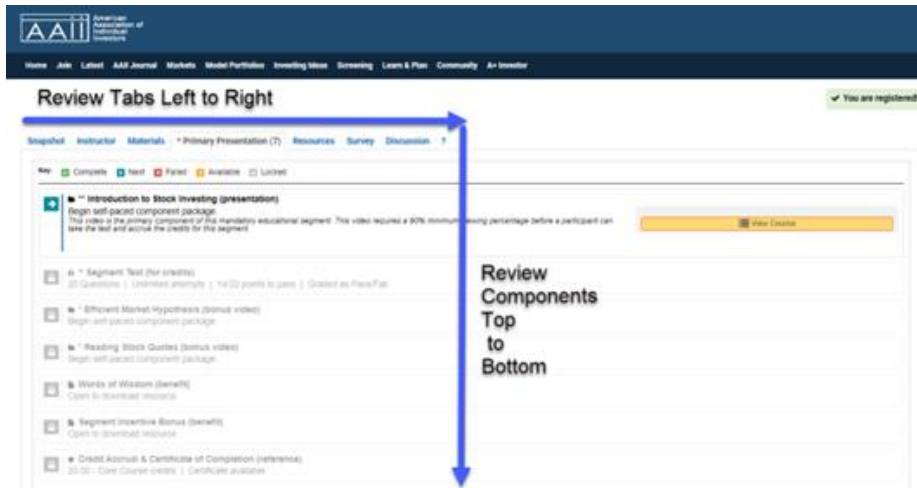 AAII American Association of Individual Investors
Home Join Latest AAII Journal Markets Model Portfolios Investing Ideas Screening Learn & Plan Community A+ Investor
Review Tabs Left to Right
✔ You are registered!
Snapshot Instructor Materials * Primary Presentation (7) Resources Survey Discussion ?
Key: Complete Next Failed Available Locked
** Introduction to Stock Investing (presentation)
Begin self-paced component package.
This video is the primary component of this mandatory educational segment. This video requires a 90% minimum viewing percentage before a participant can
take the test and accrue the credits for this segment
View Course
* Segment Test (for credits)
20 Questions | Unlimited attempts | points to pass | Graded as Pass/Fail
* Efficient Market Hypothesis (bonus video)
Begin self-paced component package.
* Reading Stock Quotes (bonus video)
Begin self-paced component package.
Words of Wisdom (benefit)
Open to download resource.
Segment Incentive Bonus (benefit)
Open to download resource.
Credit Accrual & Certificate of Completion (reference)
20.00 - Core Course credits | Certificate available
Review
Components
Top
to
Bottom